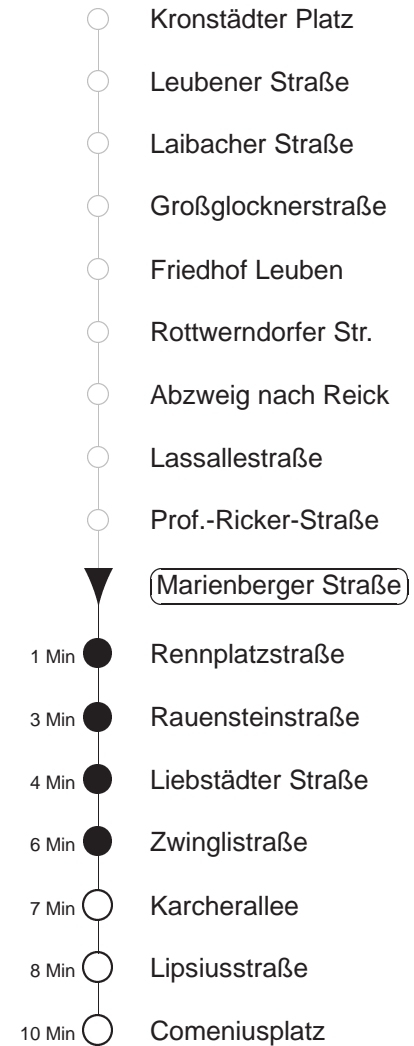 Kronstädter Platz
Leubener Straße
Laibacher Straße
Großglocknerstraße
Friedhof Leuben
Rottwerndorfer Str.
Abzweig nach Reick
Lassallestraße
Prof.-Ricker-Straße
Marienberger Straße
1 Min Rennplatzstraße
3 Min Rauensteinstraße
4 Min Liebstädter Straße
6 Min Zwinglistraße
7 Min Karcherallee
8 Min Lipsiusstraße
10 Min Comeniusplatz